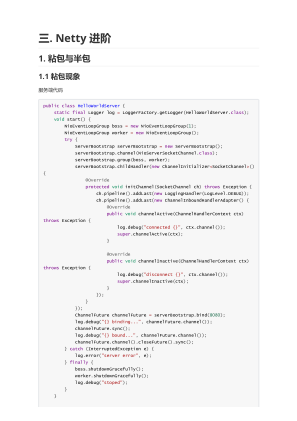 三. Netty 进阶
1. 粘包与半包
1.1 粘包现象
服务端代码
public class HelloWorldServer {
static final Logger log = LoggerFactory.getLogger(HelloWorldServer.class);
void start() {
NioEventLoopGroup boss = new NioEventLoopGroup(1);
NioEventLoopGroup worker = new NioEventLoopGroup();
try {
ServerBootstrap serverBootstrap = new ServerBootstrap();
serverBootstrap.channel(NioServerSocketChannel.class);
serverBootstrap.group(boss, worker);
serverBootstrap.childHandler(new ChannelInitializer<SocketChannel>()
{
@Override
protected void initChannel(SocketChannel ch) throws Exception {
ch.pipeline().addLast(new LoggingHandler(LogLevel.DEBUG));
ch.pipeline().addLast(new ChannelInboundHandlerAdapter() {
@Override
public void channelActive(ChannelHandlerContext ctx)
throws Exception {
log.debug("connected {}", ctx.channel());
super.channelActive(ctx);
}
@Override
public void channelInactive(ChannelHandlerContext ctx)
throws Exception {
log.debug("disconnect {}", ctx.channel());
super.channelInactive(ctx);
}
});
}
});
ChannelFuture channelFuture = serverBootstrap.bind(8080);
log.debug("{} binding...", channelFuture.channel());
channelFuture.sync();
log.debug("{} bound...", channelFuture.channel());
channelFuture.channel().closeFuture().sync();
} catch (InterruptedException e) {
log.error("server error", e);
} finally {
boss.shutdownGracefully();
worker.shutdownGracefully();
log.debug("stoped");
}
}